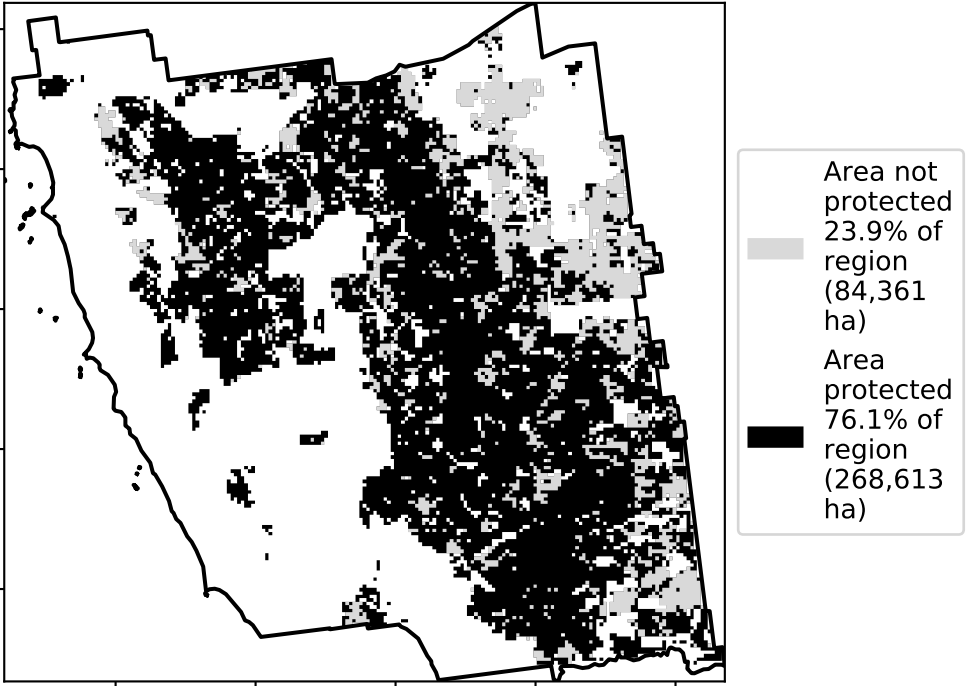 Area not
protected
23.9% of
region
(84,361
ha)
Area
protected
76.1% of
region
(268,613
ha)